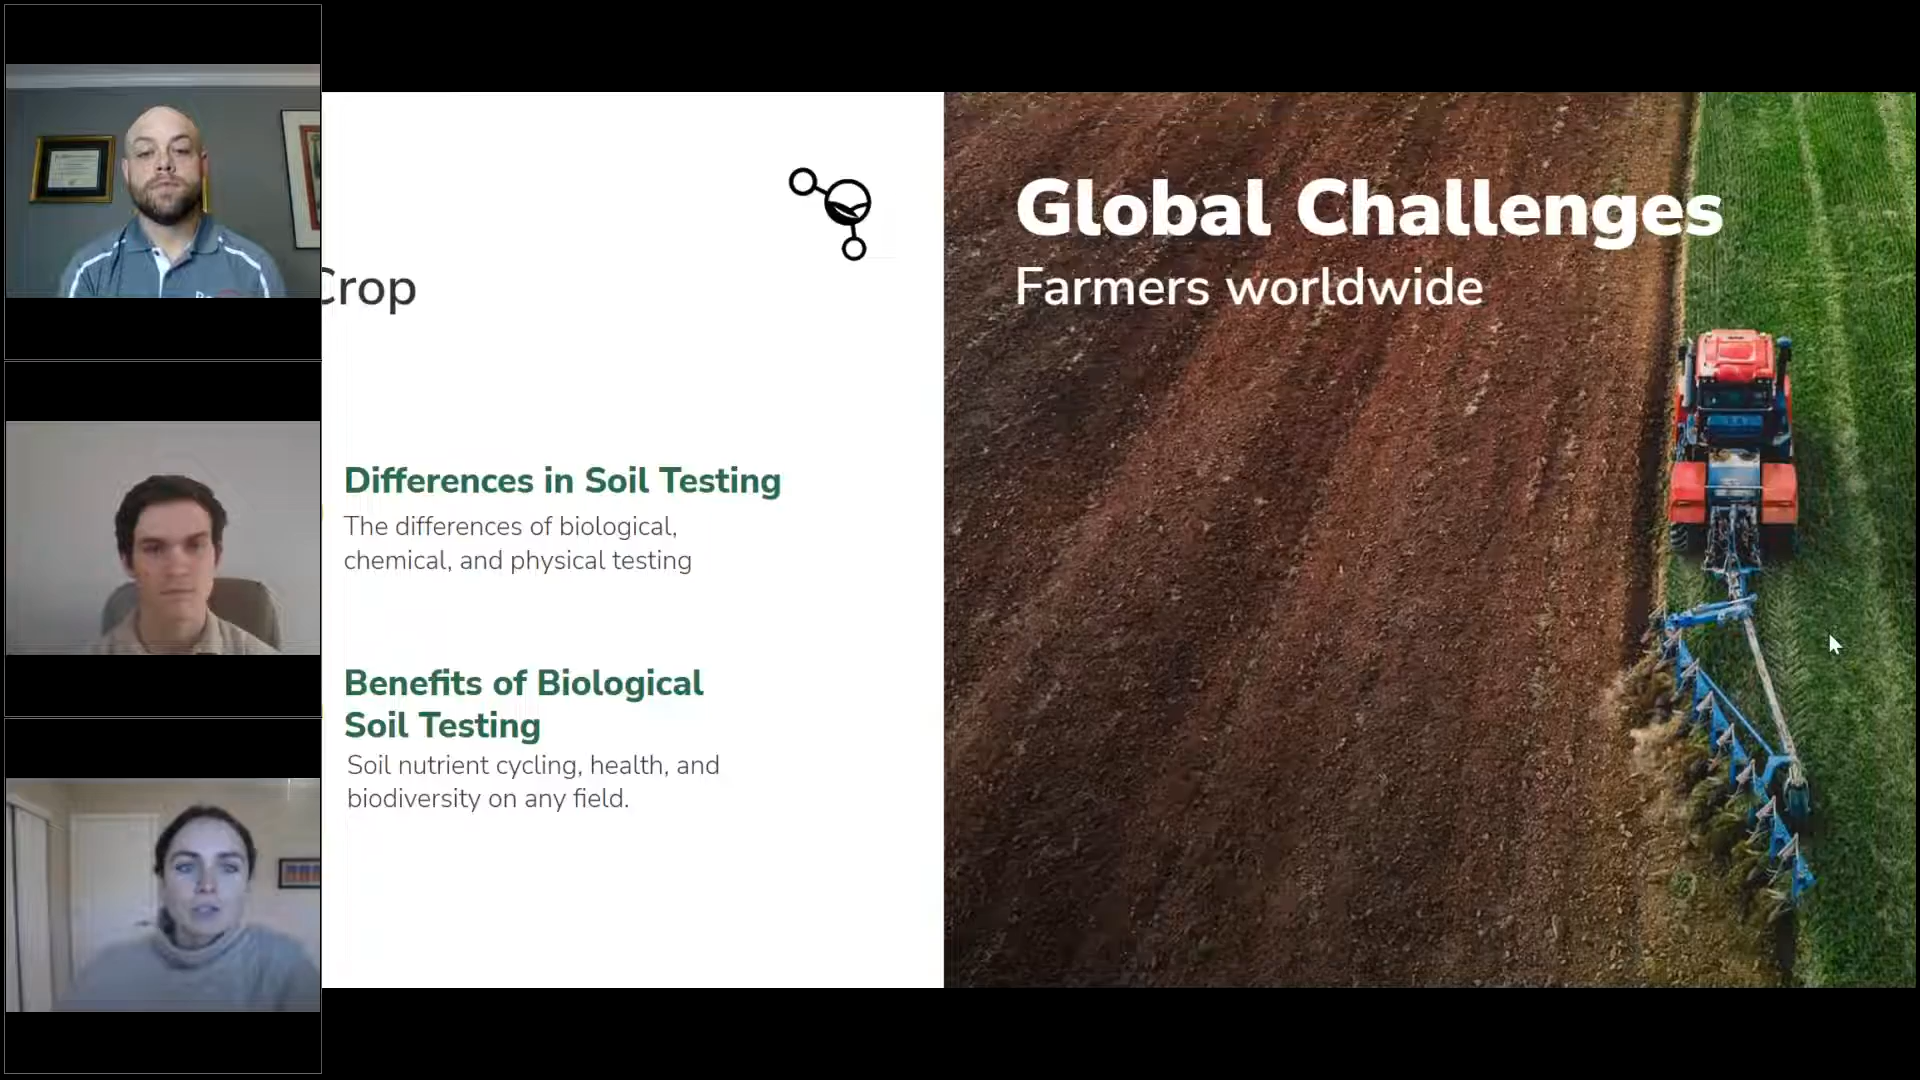 Crop
Differences in Soil Testing
The differences of biological,
chemical, and physical testing
Benefits of Biological
Soil Testing
Soil nutrient cycling, health, and
biodiversity on any field.
Global Challenges
Farmers worldwide